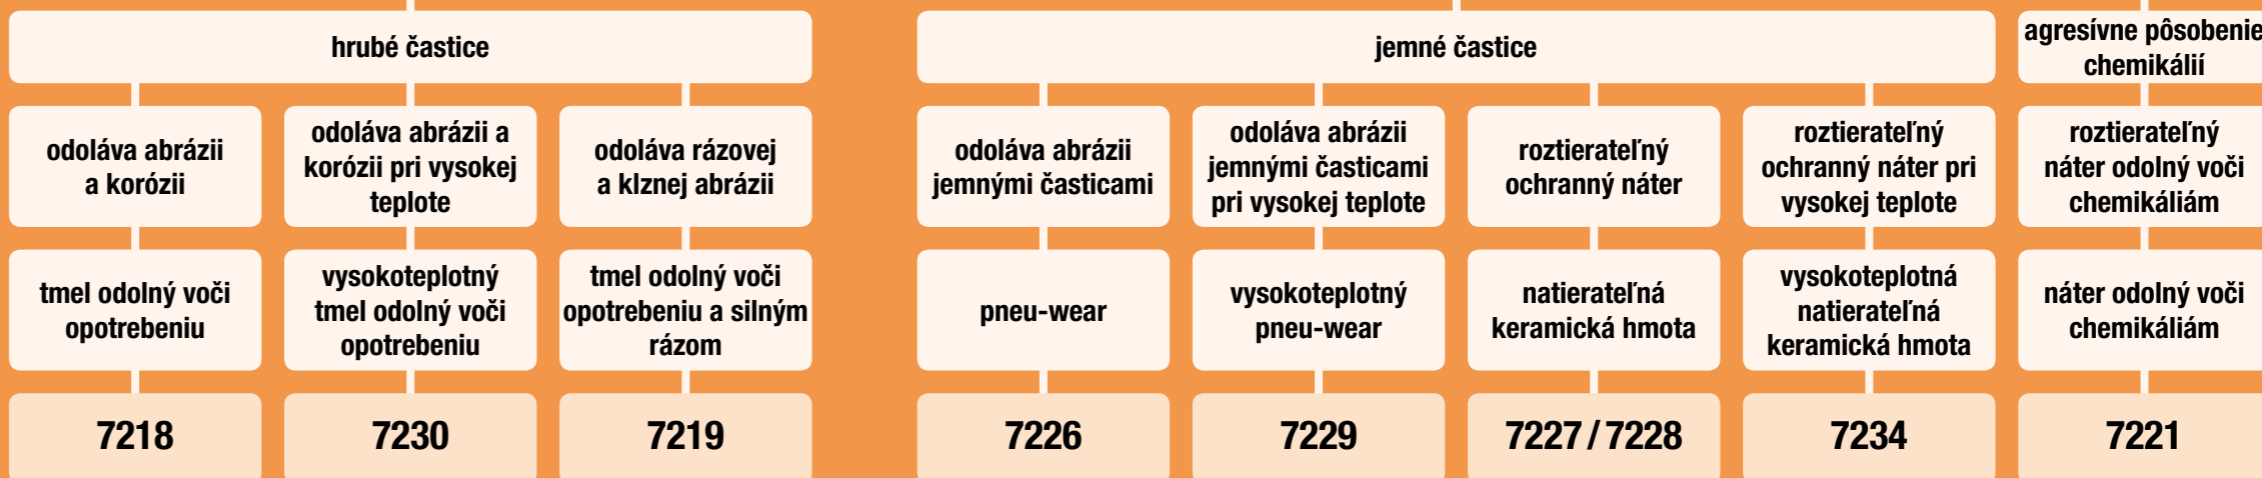 hrubé častice
jemné častice
agresívne pôsobenie
chemikálií
odoláva abrázii
a korózii
odoláva abrázii a
korózii pri vysokej
teplote
odoláva rázovej
a klznej abrázii
odoláva abrázii
jemnými časticami
odoláva abrázii
jemnými časticami
pri vysokej teplote
roztierateľný
ochranný náter
roztierateľný
ochranný náter pri
vysokej teplote
roztierateľný
náter odolný voči
chemikáliám
tmel odolný voči
opotrebeniu
vysokoteplotný
tmel odolný voči
opotrebeniu
tmel odolný voči
opotrebeniu a silným
rázom
pneu-wear
vysokoteplotný
pneu-wear
natierateľná
keramická hmota
vysokoteplotná
natierateľná
keramická hmota
náter odolný voči
chemikáliám
7218
7230
7219
7226
7229
7227 / 7228
7234
7221